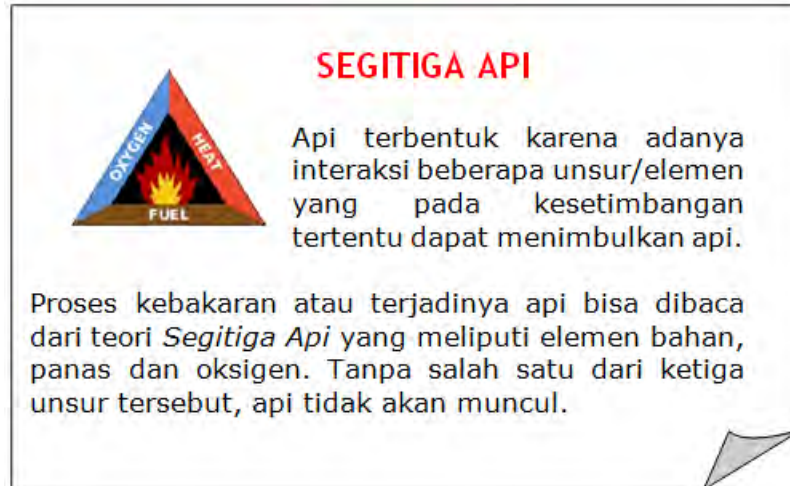 SEGITIGA API
OXYGEN
HEAT
FUEL
Api terbentuk karena adanya
interaksi beberapa unsur/elemen
yang pada kesetimbangan
tertentu dapat menimbulkan api.
Proses kebakaran atau terjadinya api bisa dibaca
dari teori Segitiga Api yang meliputi elemen bahan,
panas dan oksigen. Tanpa salah satu dari ketiga
unsur tersebut, api tidak akan muncul.